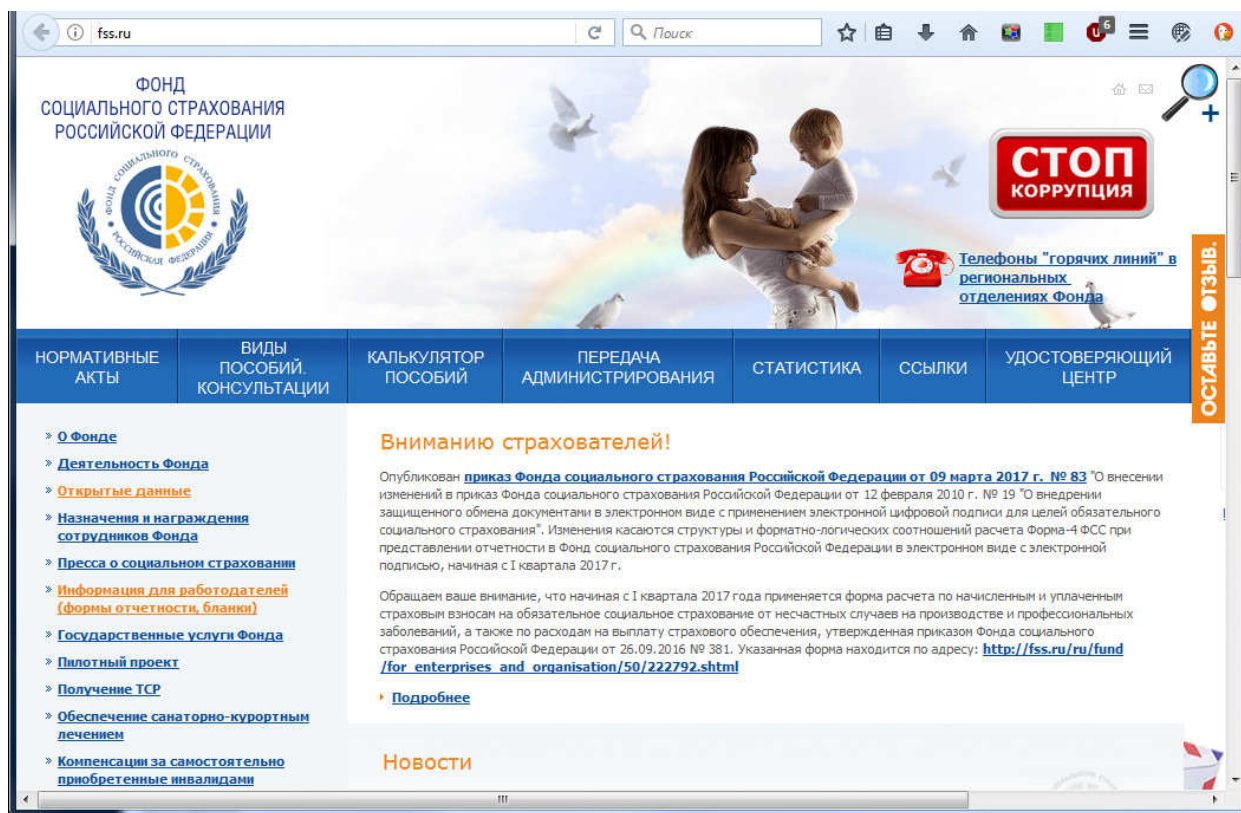 fss.ru
Поиск
6
ФОНД
СОЦИАЛЬНОГО СТРАХОВАНИЯ
РОССИЙСКОЙ ФЕДЕРАЦИИ
ФОНД СОЦИАЛЬНОГО СТРАХОВАНИЯ
РОССИЙСКАЯ ФЕДЕРАЦИЯ
СТОП
КОРРУПЦИЯ
Телефоны "горячих линий" в
региональных
отделениях Фонда
ОСТАВЬТЕ ОТЗЫВ.
НОРМАТИВНЫЕ
АКТЫ
ВИДЫ
ПОСОБИЙ.
КОНСУЛЬТАЦИИ
КАЛЬКУЛЯТОР
ПОСОБИЙ
ПЕРЕДАЧА
АДМИНИСТРИРОВАНИЯ
СТАТИСТИКА
ССЫЛКИ
УДОСТОВЕРЯЮЩИЙ
ЦЕНТР
» О Фонде
» Деятельность Фонда
» Открытые данные
» Назначения и награждения
сотрудников Фонда
» Пресса о социальном страховании
» Информация для работодателей
(формы отчетности, бланки)
» Государственные услуги Фонда
» Пилотный проект
» Получение ТСР
» Обеспечение санаторно-курортным
лечением
» Компенсации за самостоятельно
приобретенные инвалидами
Вниманию страхователей!
Опубликован приказ Фонда социального страхования Российской Федерации от 09 марта 2017 г. № 83 "О внесении
изменений в приказ Фонда социального страхования Российской Федерации от 12 февраля 2010 г. № 19 "О внедрении
защищенного обмена документами в электронном виде с применением электронной цифровой подписи для целей обязательного
социального страхования". Изменения касаются структуры и форматно-логических соотношений расчета Форма-4 ФСС при
представлении отчетности в Фонд социального страхования Российской Федерации в электронном виде с электронной
подписью, начиная с I квартала 2017 г.
Обращаем ваше внимание, что начиная с I квартала 2017 года применяется форма расчета по начисленным и уплаченным
страховым взносам на обязательное социальное страхование от несчастных случаев на производстве и профессиональных
заболеваний, а также по расходам на выплату страхового обеспечения, утвержденная приказом Фонда социального
страхования Российской Федерации от 26.09.2016 № 381. Указанная форма находится по адресу: http://fss.ru/ru/fund
/for_enterprises_and_organisation/50/222792.shtml
Подробнее
Новости